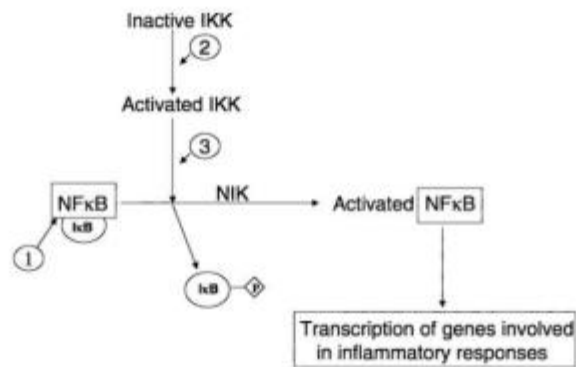 Inactive IKK
2
Activated IKK
3
NFκB
IκB
1
NIK
Activated NFκB
IκB P
Transcription of genes involved
in inflammatory responses